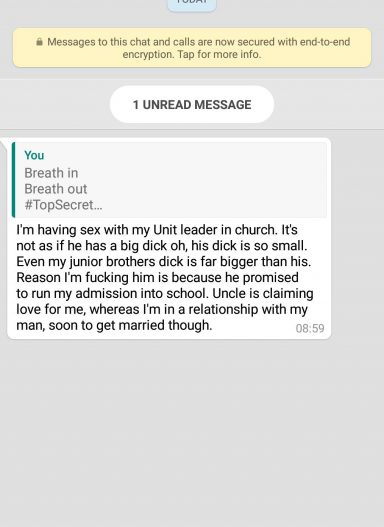 TODAY
Messages to this chat and calls are now secured with end-to-end
encryption. Tap for more info.
1 UNREAD MESSAGE
You
Breath in
Breath out
#TopSecret...
I'm having sex with my Unit leader in church. It's
not as if he has a big dick oh, his dick is so small.
Even my junior brothers dick is far bigger than his.
Reason I'm fucking him is because he promised
to run my admission into school. Uncle is claiming
love for me, whereas I'm in a relationship with my
man, soon to get married though.
08:59